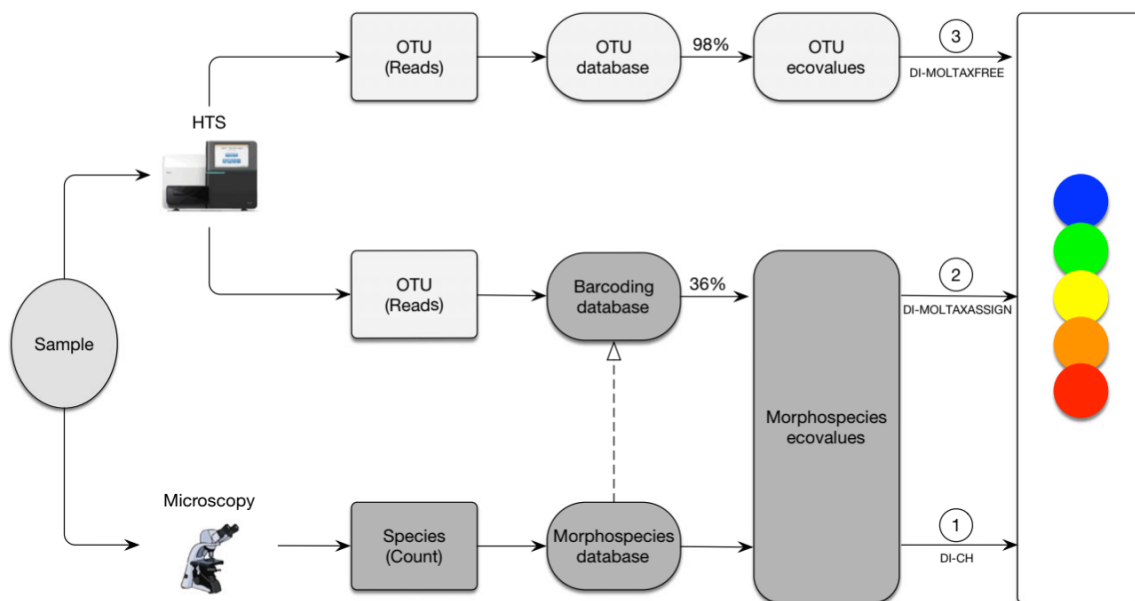 OTU
(Reads)
OTU
database
98%
OTU
ecovalues
3
DI-MOLTAXFREE
HTS
Sample
OTU
(Reads)
Barcoding
database
36%
2
DI-MOLTAXASSIGN
Morphospecies
ecovalues
Microscopy
Species
(Count)
Morphospecies
database
1
DI-CH